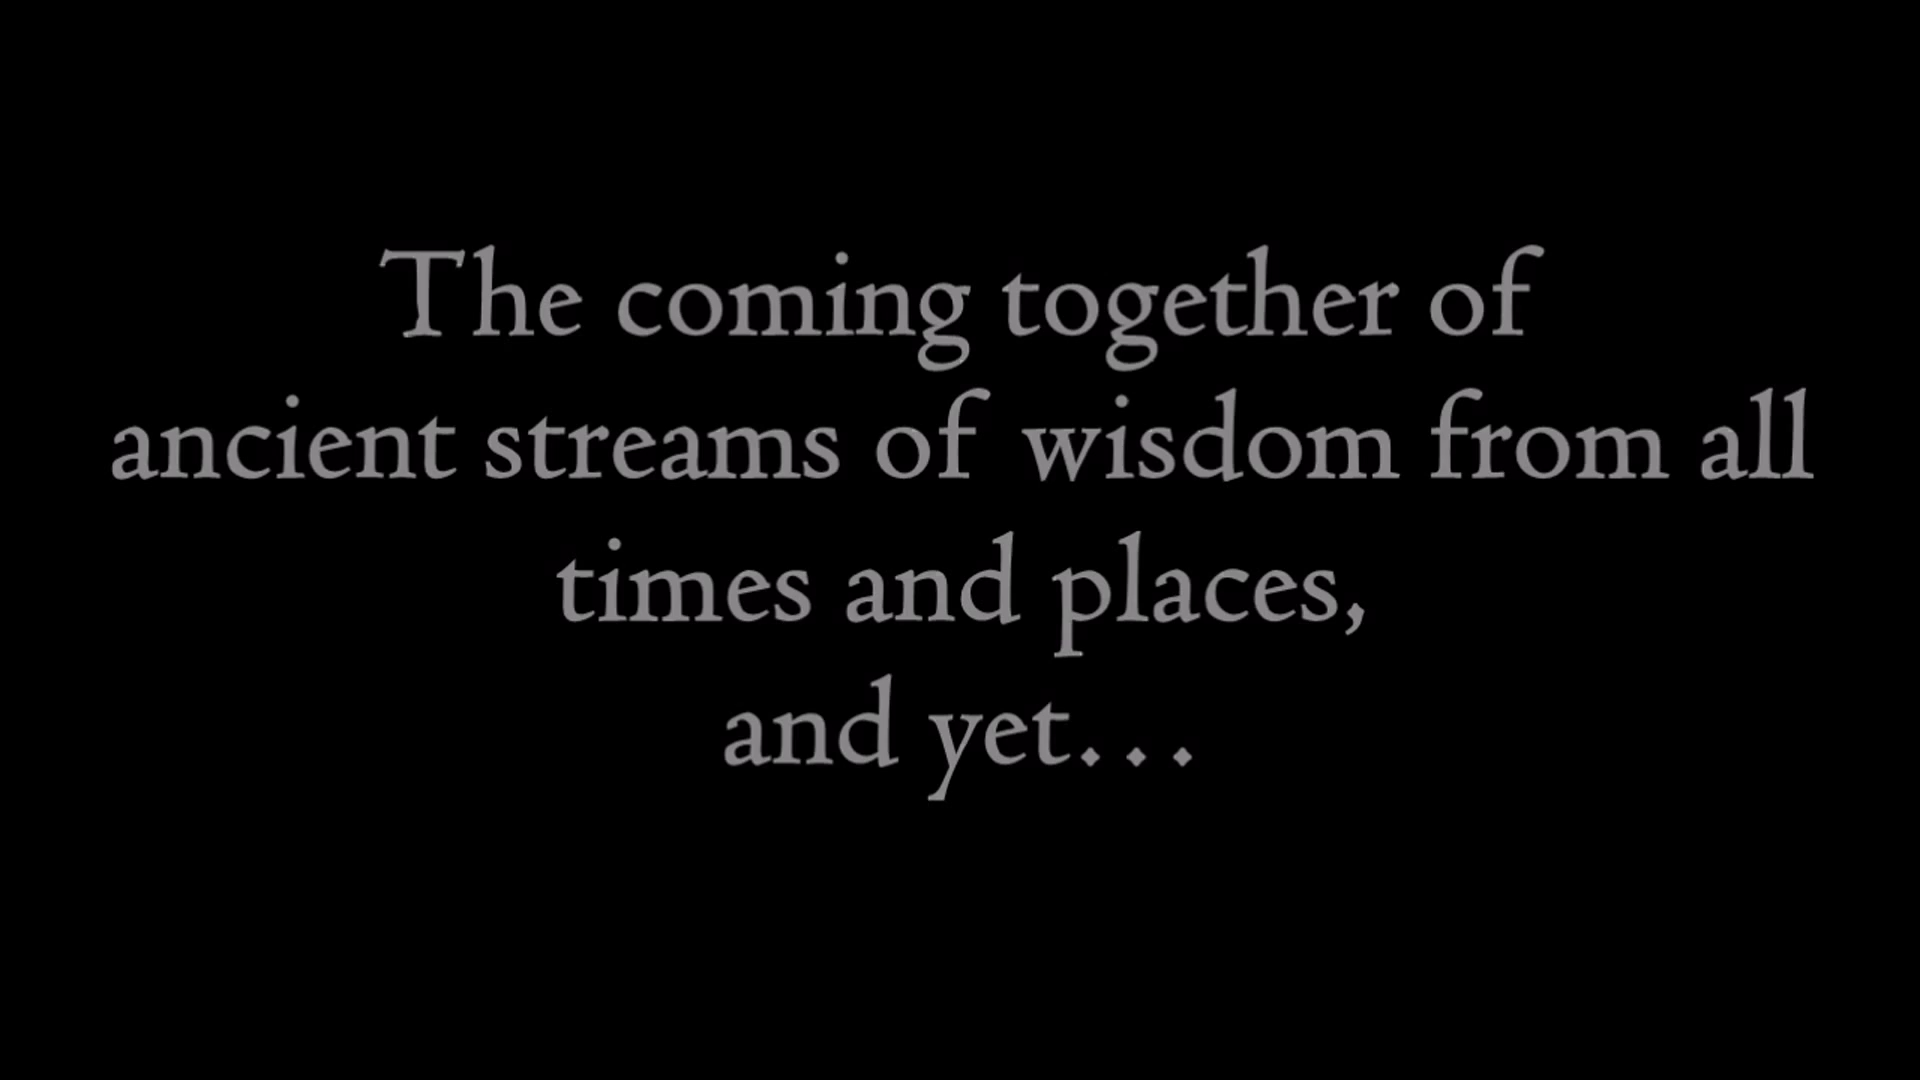 The coming together of
ancient streams of wisdom from all
times and places,
and yet...